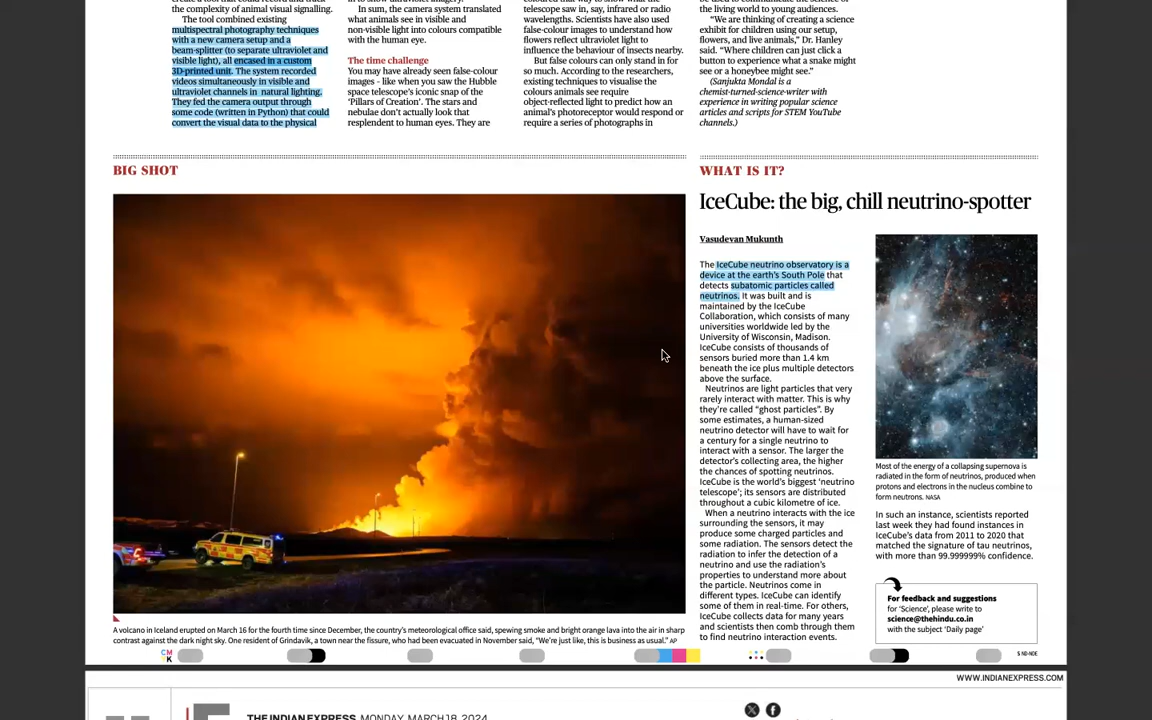 the complexity of animal visual signalling.
The tool combined existing
multispectral photography techniques
with a new camera setup and a
beam-splitter (to separate ultraviolet and
visible light), all encased in a custom
3D-printed unit. The system recorded
videos simultaneously in visible and
ultraviolet channels in natural lighting.
They fed the camera output through
some code (written in Python) that could
convert the visual data to the physical
In sum, the camera system translated
what animals see in visible and
non-visible light into colours compatible
with the human eye.
The time challenge
You may have already seen false-colour
images - like when you saw the Hubble
space telescope's iconic snap of the
'Pillars of Creation'. The stars and
nebulae don't actually look that
resplendent to human eyes. They are
telescope saw in, say, infrared or radio
wavelengths. Scientists have also used
false-colour images to understand how
flowers reflect ultraviolet light to
influence the behaviour of insects nearby.
But false colours can only stand in for
so much. According to the researchers,
existing techniques to visualise the
colours animals see require
object-reflected light to predict how an
animal's photoreceptor would respond or
require a series of photographs in
the living world to young audiences.
"We are thinking of creating a science
exhibit for children using our setup,
flowers, and live animals," Dr. Hanley
said. "Where children can just click a
button to experience what a snake might
see or a honeybee might see."
(Sanjukta Mondal is a
chemist-turned-science-writer with
experience in writing popular science
articles and scripts for STEM YouTube
channels.)
BIG SHOT
A volcano in Iceland erupted on March 16 for the fourth time since December, the country's meteorological office said, spewing smoke and bright orange lava into the air in sharp
contrast against the dark night sky. One resident of Grindavik, a town near the fissure, who had been evacuated in November said, "We're just like, this is business as usual." AP
WHAT IS IT?
IceCube: the big, chill neutrino-spotter
Vasudevan Mukunth
The IceCube neutrino observatory is a
device at the earth's South Pole that
detects subatomic particles called
neutrinos. It was built and is
maintained by the IceCube
Collaboration, which consists of many
universities worldwide led by the
University of Wisconsin, Madison.
IceCube consists of thousands of
sensors buried more than 1.4 km
beneath the ice plus multiple detectors
above the surface.
Neutrinos are light particles that very
rarely interact with matter. This is why
they're called "ghost particles". By
some estimates, a human-sized
neutrino detector will have to wait for
a century for a single neutrino to
interact with a sensor. The larger the
detector's collecting area, the higher
the chances of spotting neutrinos.
IceCube is the world's biggest 'neutrino
telescope'; its sensors are distributed
throughout a cubic kilometre of ice.
When a neutrino interacts with the ice
surrounding the sensors, it may
produce some charged particles and
some radiation. The sensors detect the
radiation to infer the detection of a
neutrino and use the radiation's
properties to understand more about
the particle. Neutrinos come in
different types. IceCube can identify
some of them in real-time. For others,
IceCube collects data for many years
and scientists then comb through them
to find neutrino interaction events.
Most of the energy of a collapsing supernova is
radiated in the form of neutrinos, produced when
protons and electrons in the nucleus combine to
form neutrons. NASA
In such an instance, scientists reported
last week they had found instances in
IceCube's data from 2011 to 2020 that
matched the signature of tau neutrinos,
with more than 99.999999% confidence.
For feedback and suggestions
for 'Science', please write to
science@thehindu.co.in
with the subject 'Daily page'
CM
YK
S ND-NDE
WWW.INDIANEXPRESS.COM
THE INDIAN EXPRESS, MONDAY, MARCH 18, 2024